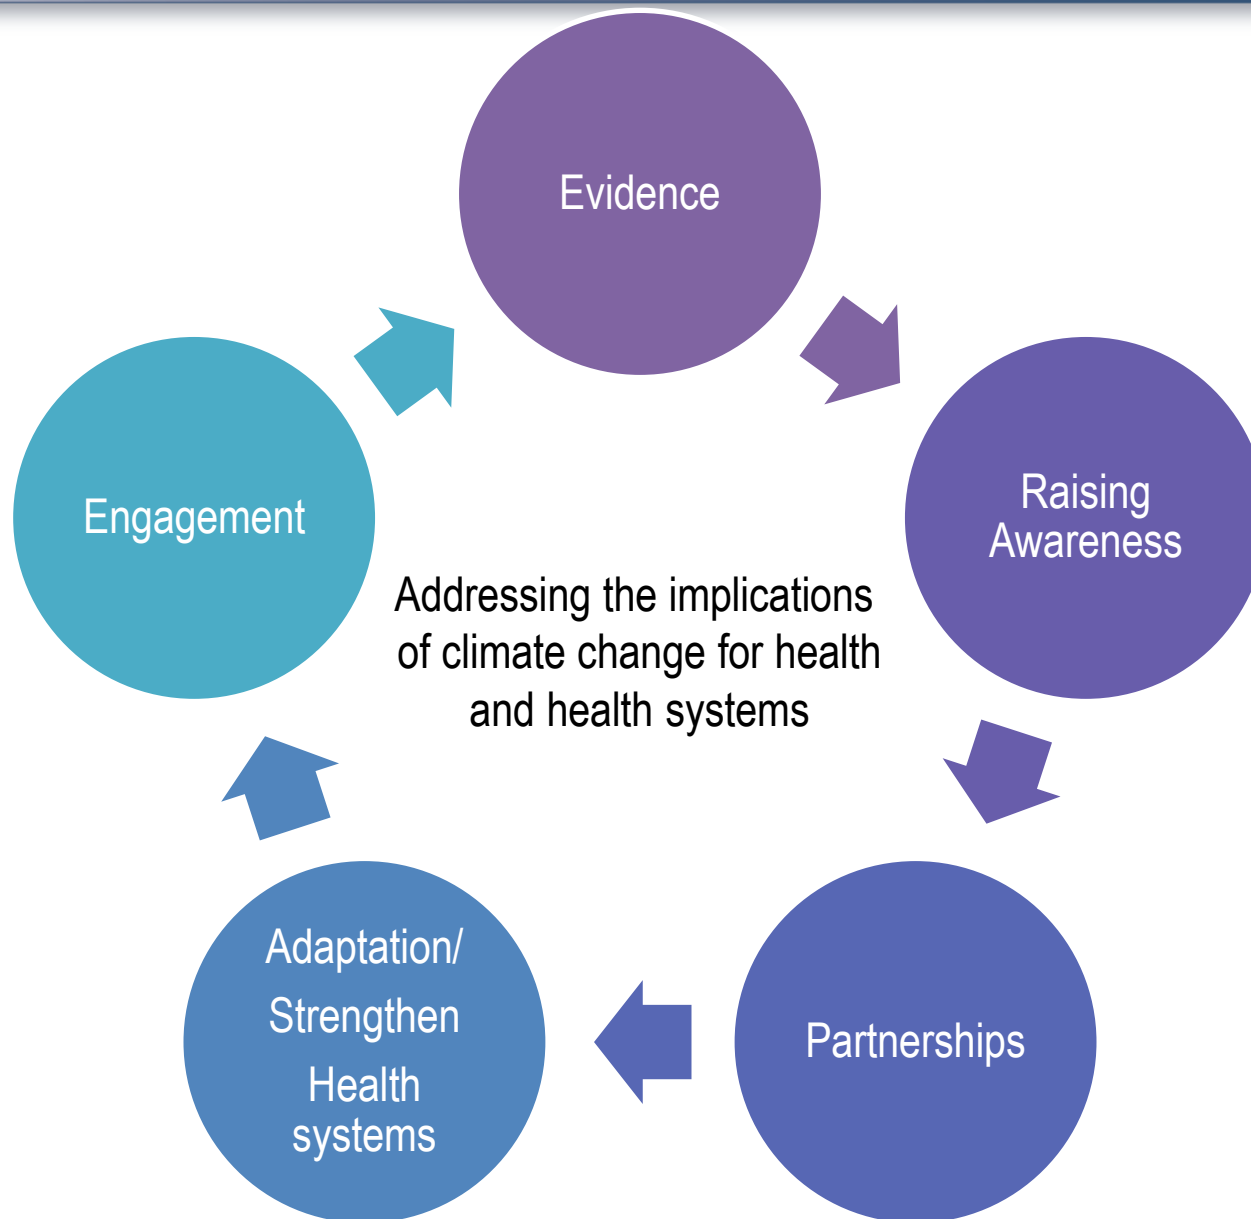 Evidence
Raising
Awareness
Engagement
Addressing the implications
of climate change for health
and health systems
Adaptation/
Strengthen
Health
systems
Partnerships